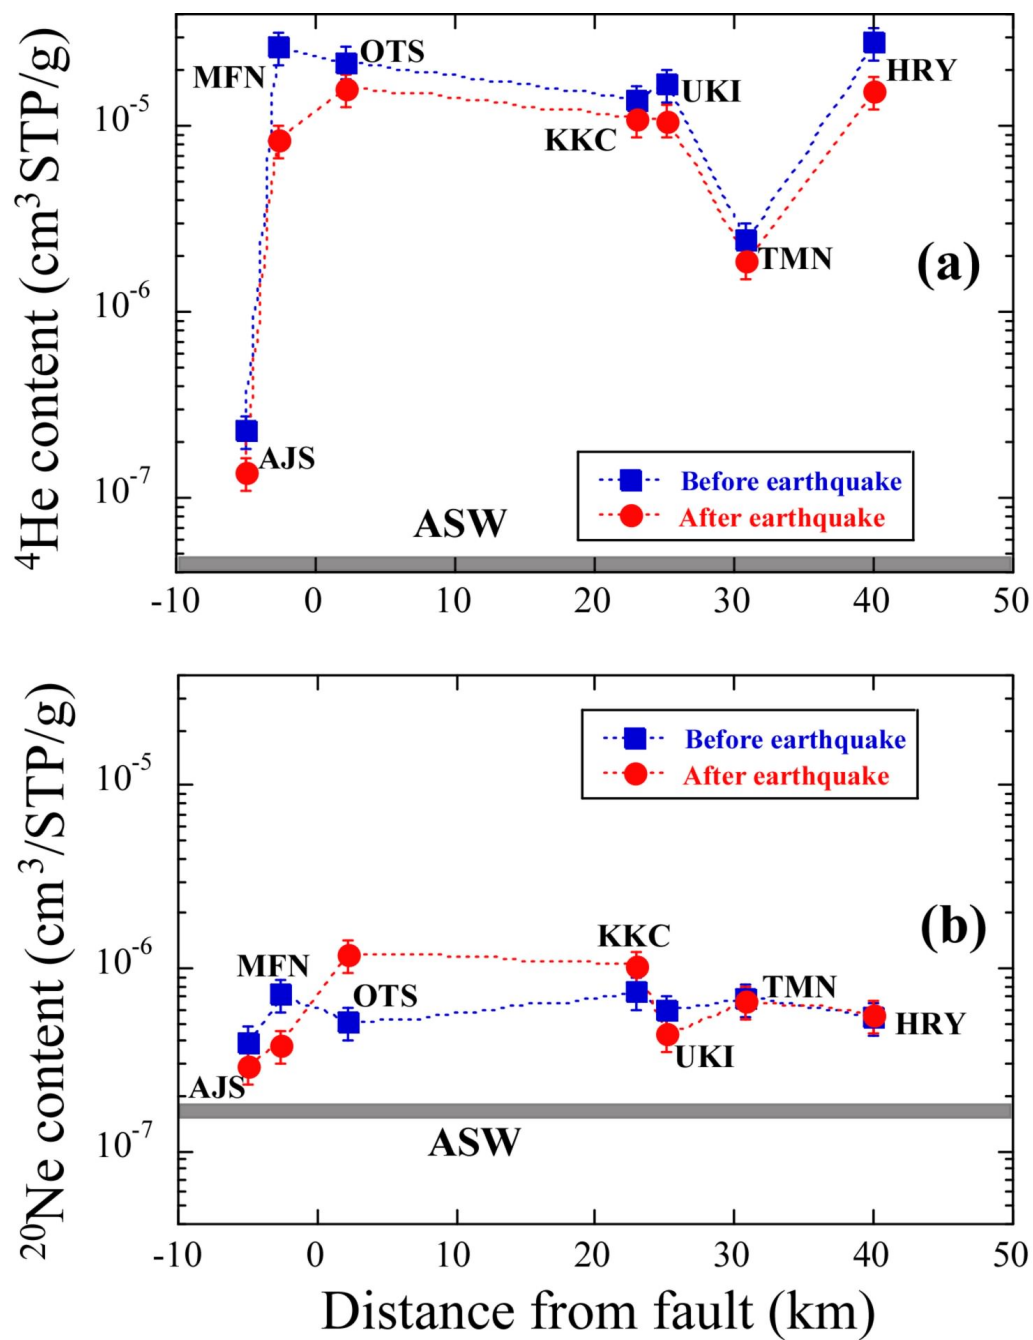 ⁴He content (cm³ STP/g)
10⁻⁵
10⁻⁶
10⁻⁷
MFN
OTS
UKI
HRY
KKC
TMN
(a)
AJS
Before earthquake
After earthquake
ASW
-10 0 10 20 30 40 50
²⁰Ne content (cm³/STP/g)
10⁻⁵
10⁻⁶
10⁻⁷
Before earthquake
After earthquake
KKC
(b)
MFN
OTS
TMN
HRY
UKI
AJS
ASW
-10 0 10 20 30 40 50
Distance from fault (km)